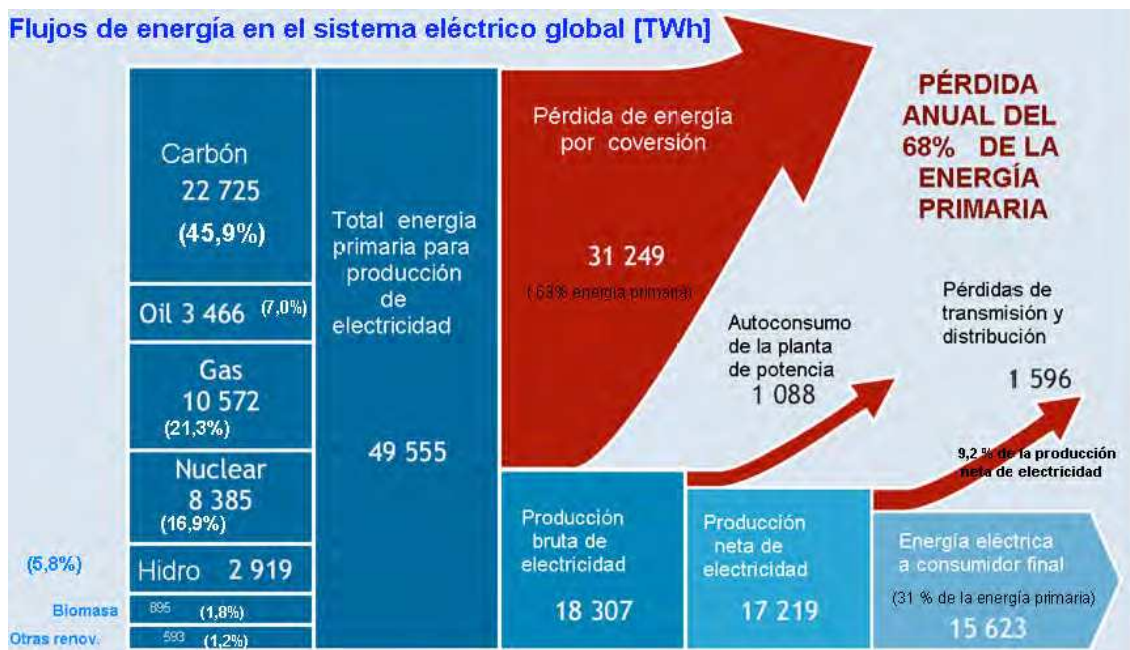 Flujos de energía en el sistema eléctrico global [TWh]
Carbón
22 725
(45,9%)
Oil 3 466 (7,0%)
Gas
10 572
(21,3%)
Nuclear
8 385
(16,9%)
(5,8%)
Hidro 2 919
Biomasa 895 (1,8%)
Otras renov. 593 (1,2%)
Total energia
primaria para
producción
de
electricidad
49 555
Pérdida de energía
por coversión
31 249
( 63% energía primaria)
PÉRDIDA
ANUAL DEL
68% DE LA
ENERGÍA
PRIMARIA
Autoconsumo
de la planta
de potencia
1 088
Pérdidas de
transmisión y
distribución
1 596
9,2 % de la producción
neta de electricidad
Producción
bruta de
electricidad
18 307
Producción
neta de
electricidad
17 219
Energía eléctrica
a consumidor final
(31 % de la energía primaria)
15 623